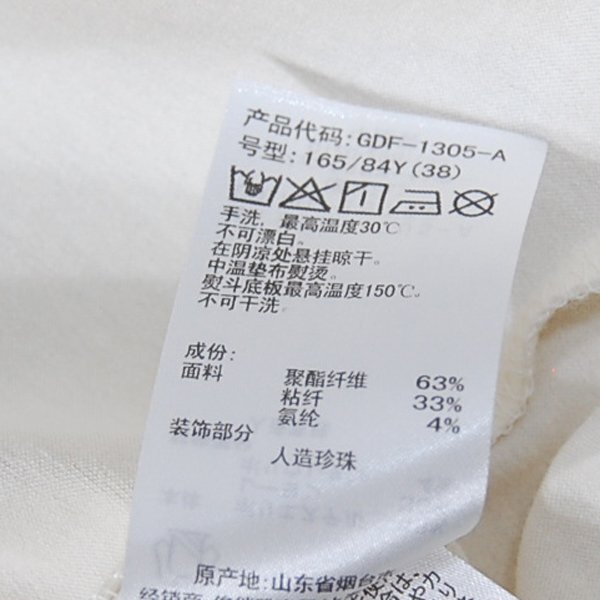 产品代码: GDF-1305-A
号型: 165/84Y(38)
手洗，最高温度30℃
不可漂白。
在阴凉处悬挂晾干。
中温垫布熨烫。
熨斗底板最高温度150℃。
不可干洗。
成份:
面料 聚酯纤维 63%
粘纤 33%
氨纶 4%
装饰部分
人造珍珠
原产地: 山东省烟台
经销商